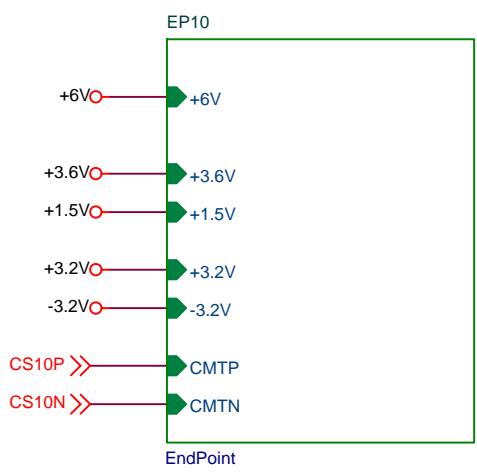 EP10
+6V +6V
+3.6V +3.6V
+1.5V +1.5V
+3.2V +3.2V
-3.2V -3.2V
CS10P CMTP
CS10N CMTN
EndPoint